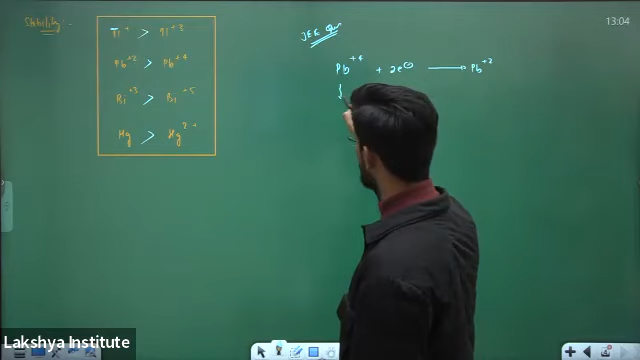 Stability :-
Tl⁺ > Tl⁺³
Pb⁺² > Pb⁺⁴
Bi⁺³ > Bi⁺⁵
Hg > Hg²⁺
JEE Que
Pb⁺⁴ + 2e⊖ ⟶ Pb⁺²
13:04
Lakshya Institute